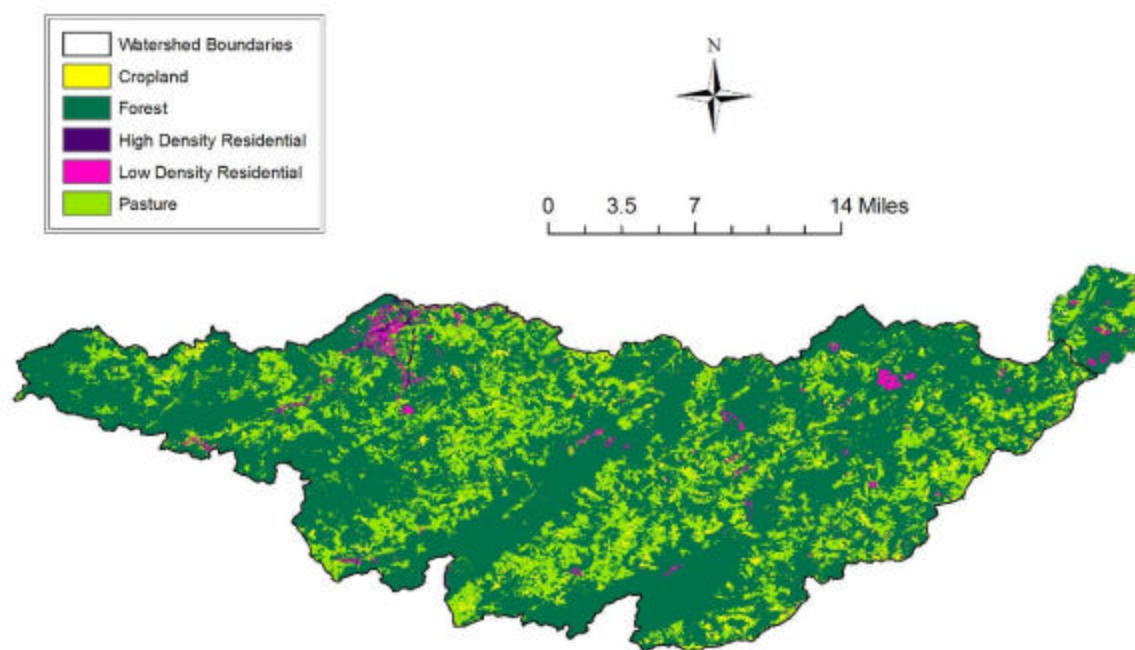 Watershed Boundaries
Cropland
Forest
High Density Residential
Low Density Residential
Pasture
N
0 3.5 7 14 Miles